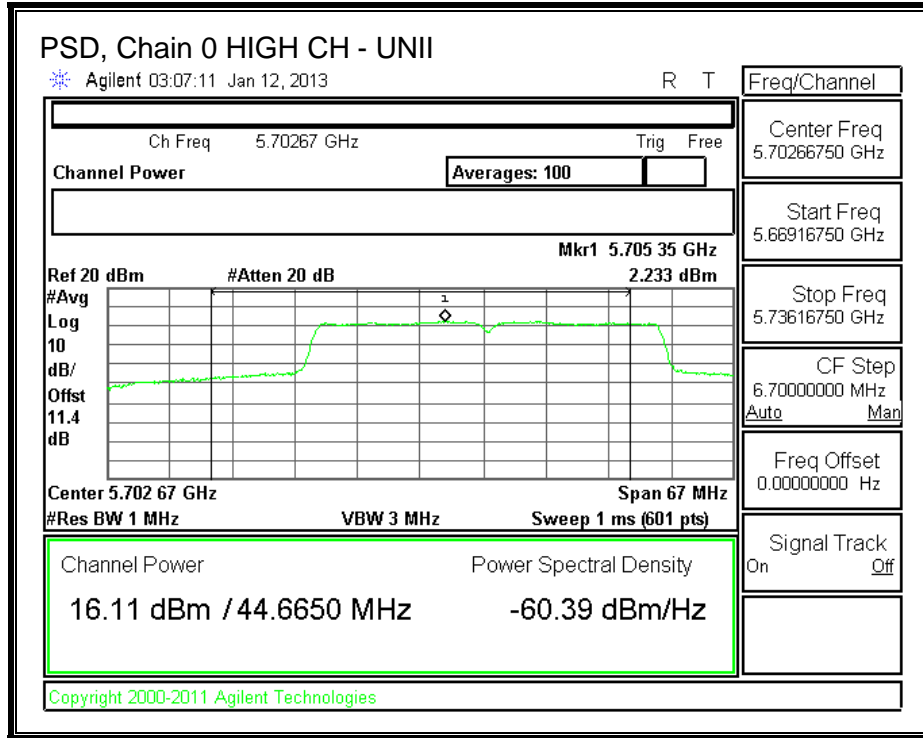 PSD, Chain 0 HIGH CH - UNII
Agilent 03:07:11 Jan 12, 2013 R T
Freq/Channel
Ch Freq 5.70267 GHz Trig Free
Channel Power Averages: 100
Mkr1 5.705 35 GHz
Ref 20 dBm #Atten 20 dB 2.233 dBm
#Avg
Log
10
dB/
Offst
11.4
dB
1
Center 5.702 67 GHz Span 67 MHz
#Res BW 1 MHz VBW 3 MHz Sweep 1 ms (601 pts)
Channel Power Power Spectral Density
16.11 dBm / 44.6650 MHz -60.39 dBm/Hz
Copyright 2000-2011 Agilent Technologies
Center Freq
5.70266750 GHz
Start Freq
5.66916750 GHz
Stop Freq
5.73616750 GHz
CF Step
6.70000000 MHz
Auto Man
Freq Offset
0.00000000 Hz
Signal Track
On Off